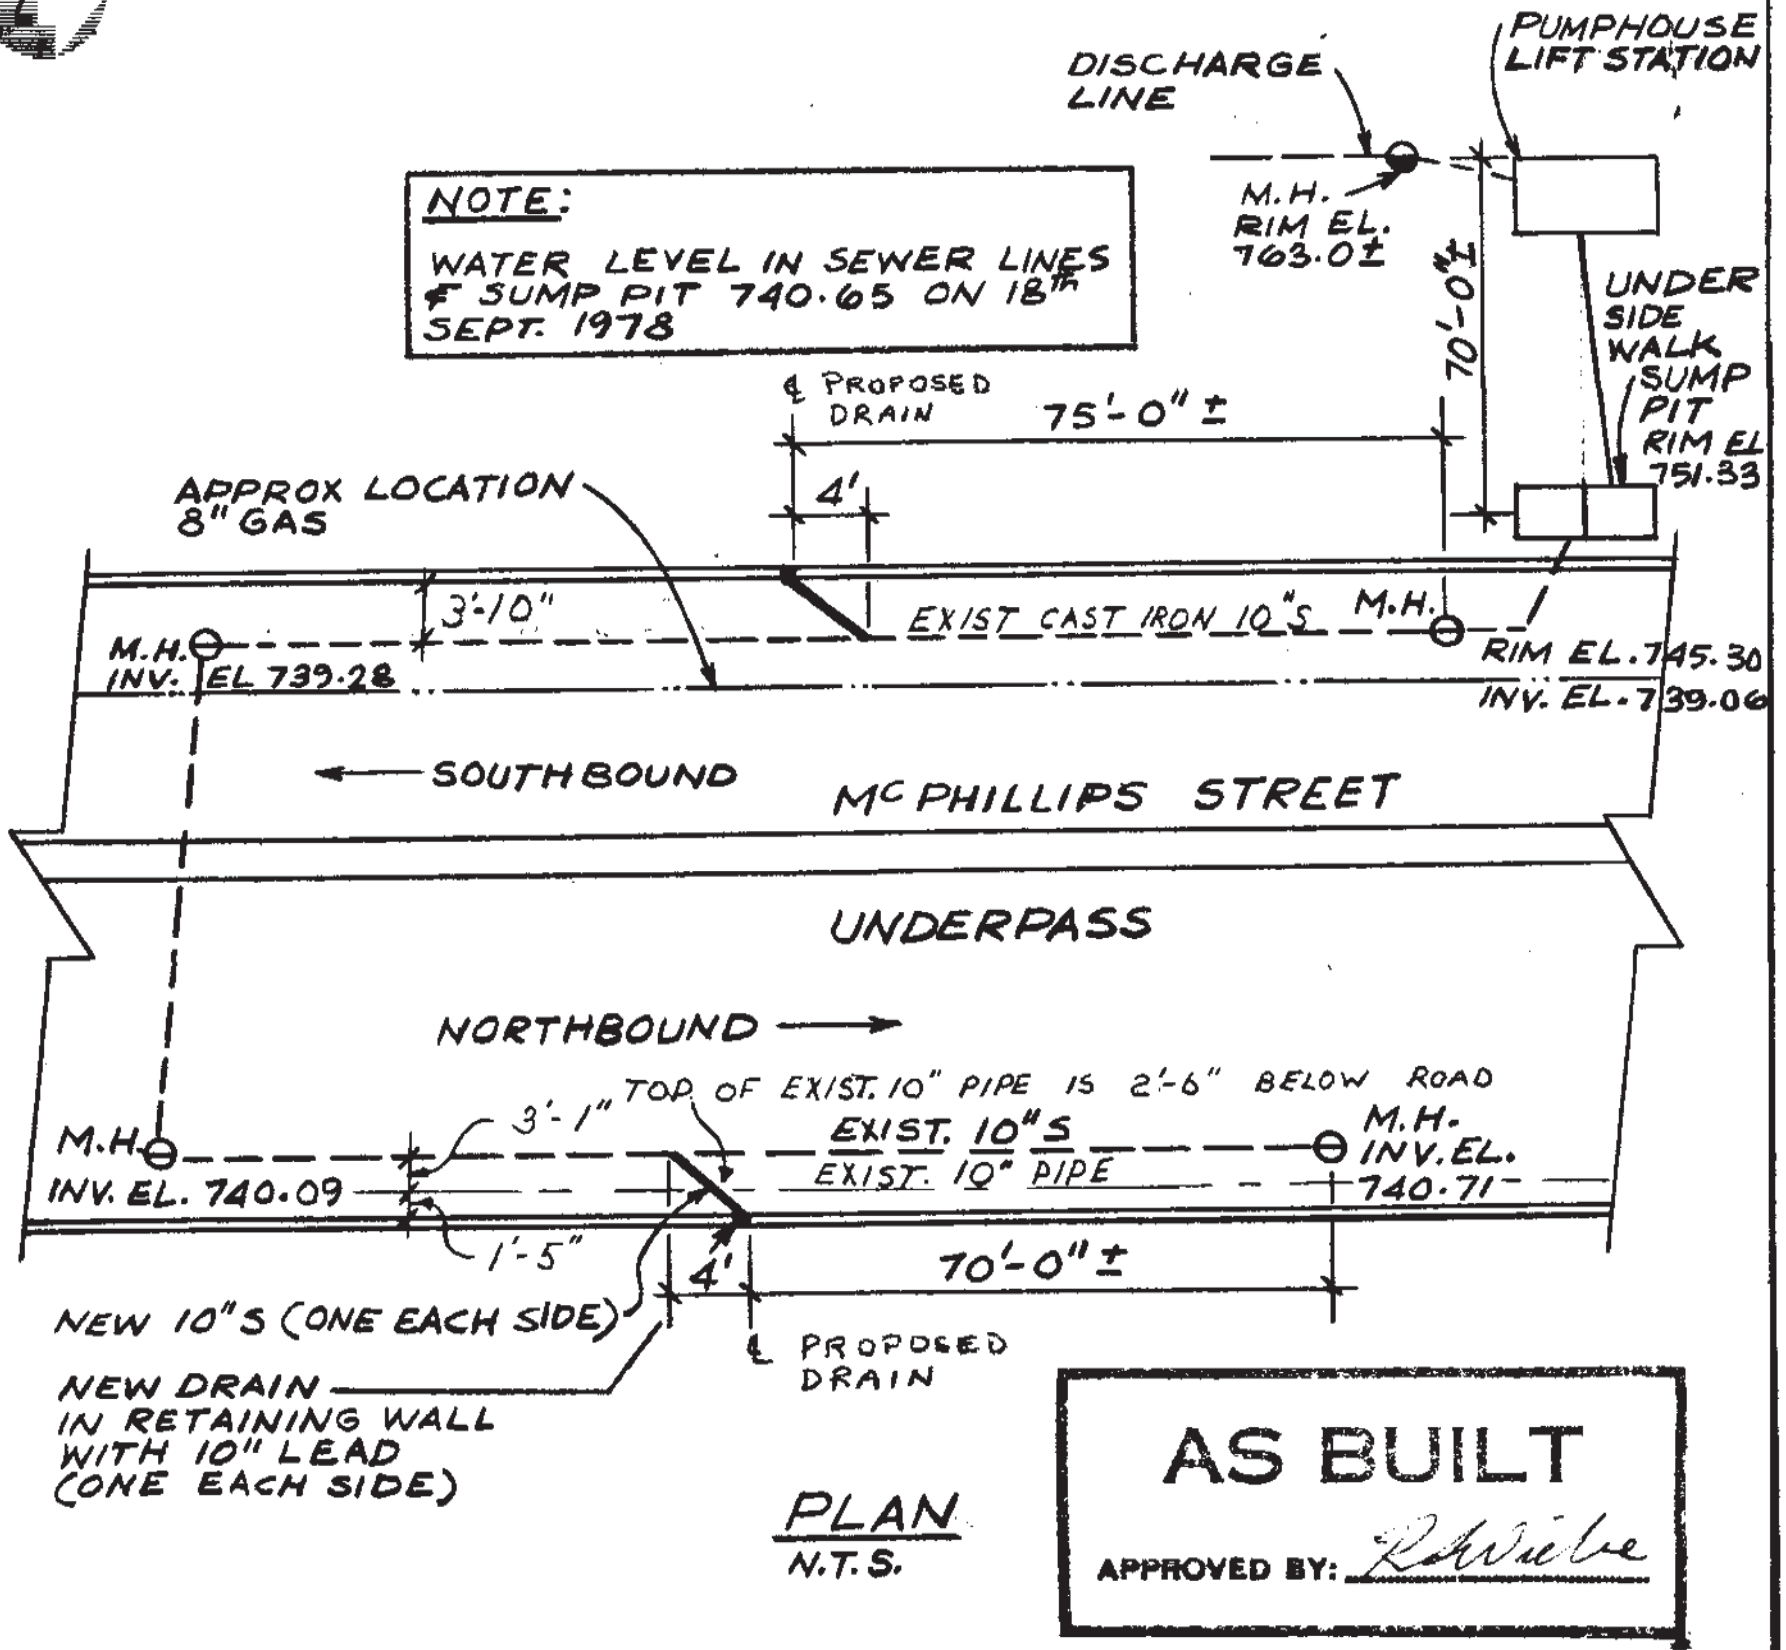 PUMPHOUSE
LIFT STATION
DISCHARGE
LINE
M.H.
RIM EL.
763.0±
70'-0"±
UNDER
SIDE
WALK
SUMP
PIT
RIM EL
751.33
NOTE:
WATER LEVEL IN SEWER LINES
& SUMP PIT 740.65 ON 18th
SEPT. 1978
℄ PROPOSED
DRAIN
75'-0" ±
4'
APPROX LOCATION
8" GAS
3'-10"
EXIST CAST IRON 10"S
M.H.
RIM EL. 745.30
INV. EL. 739.06
M.H.
INV. EL 739.28
SOUTHBOUND
McPHILLIPS STREET
UNDERPASS
NORTHBOUND
TOP OF EXIST. 10" PIPE IS 2'-6" BELOW ROAD
3'-1"
EXIST. 10"S
EXIST. 10" PIPE
M.H.
INV. EL.
740.71
M.H.
INV. EL. 740.09
1'-5"
4'
70'-0" ±
NEW 10"S (ONE EACH SIDE)
℄ PROPOSED
DRAIN
NEW DRAIN
IN RETAINING WALL
WITH 10" LEAD
(ONE EACH SIDE)
PLAN
N.T.S.
AS BUILT
APPROVED BY: